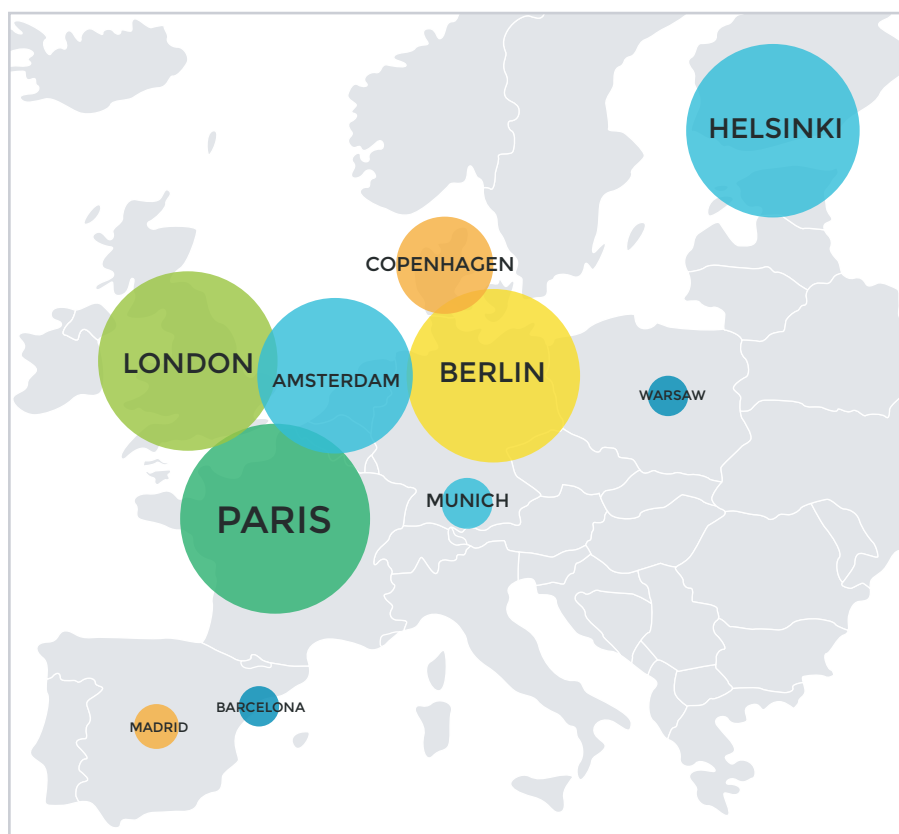 HELSINKI
COPENHAGEN
LONDON
AMSTERDAM
BERLIN
WARSAW
MUNICH
PARIS
BARCELONA
MADRID